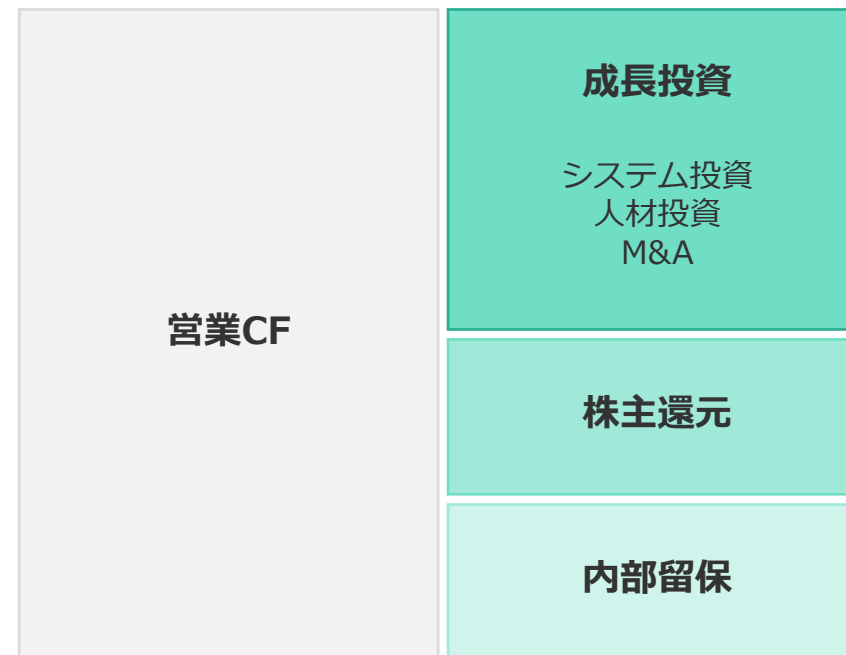 営業CF
成長投資
システム投資
人材投資
M&A
株主還元
内部留保